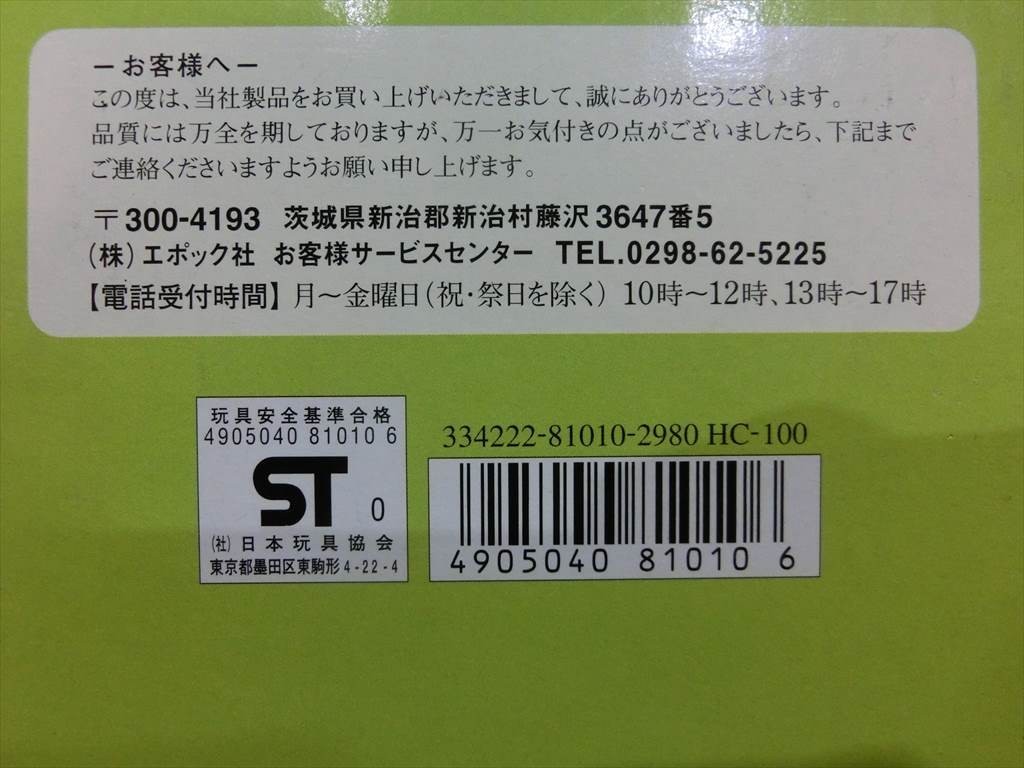 －お客様へ－
この度は、当社製品をお買い上げいただきまして、誠にありがとうございます。
品質には万全を期しておりますが、万一お気付きの点がございましたら、下記まで
ご連絡くださいますようお願い申し上げます。
〒300-4193 茨城県新治郡新治村藤沢3647番5
(株)エポック社 お客様サービスセンター TEL.0298-62-5225
【電話受付時間】月～金曜日(祝・祭日を除く) 10時～12時、13時～17時
玩具安全基準合格
4905040 81010 6
ST 0
(社)日本玩具協会
東京都墨田区東駒形4-22-4
334222-81010-2980 HC-100
4905040 81010 6